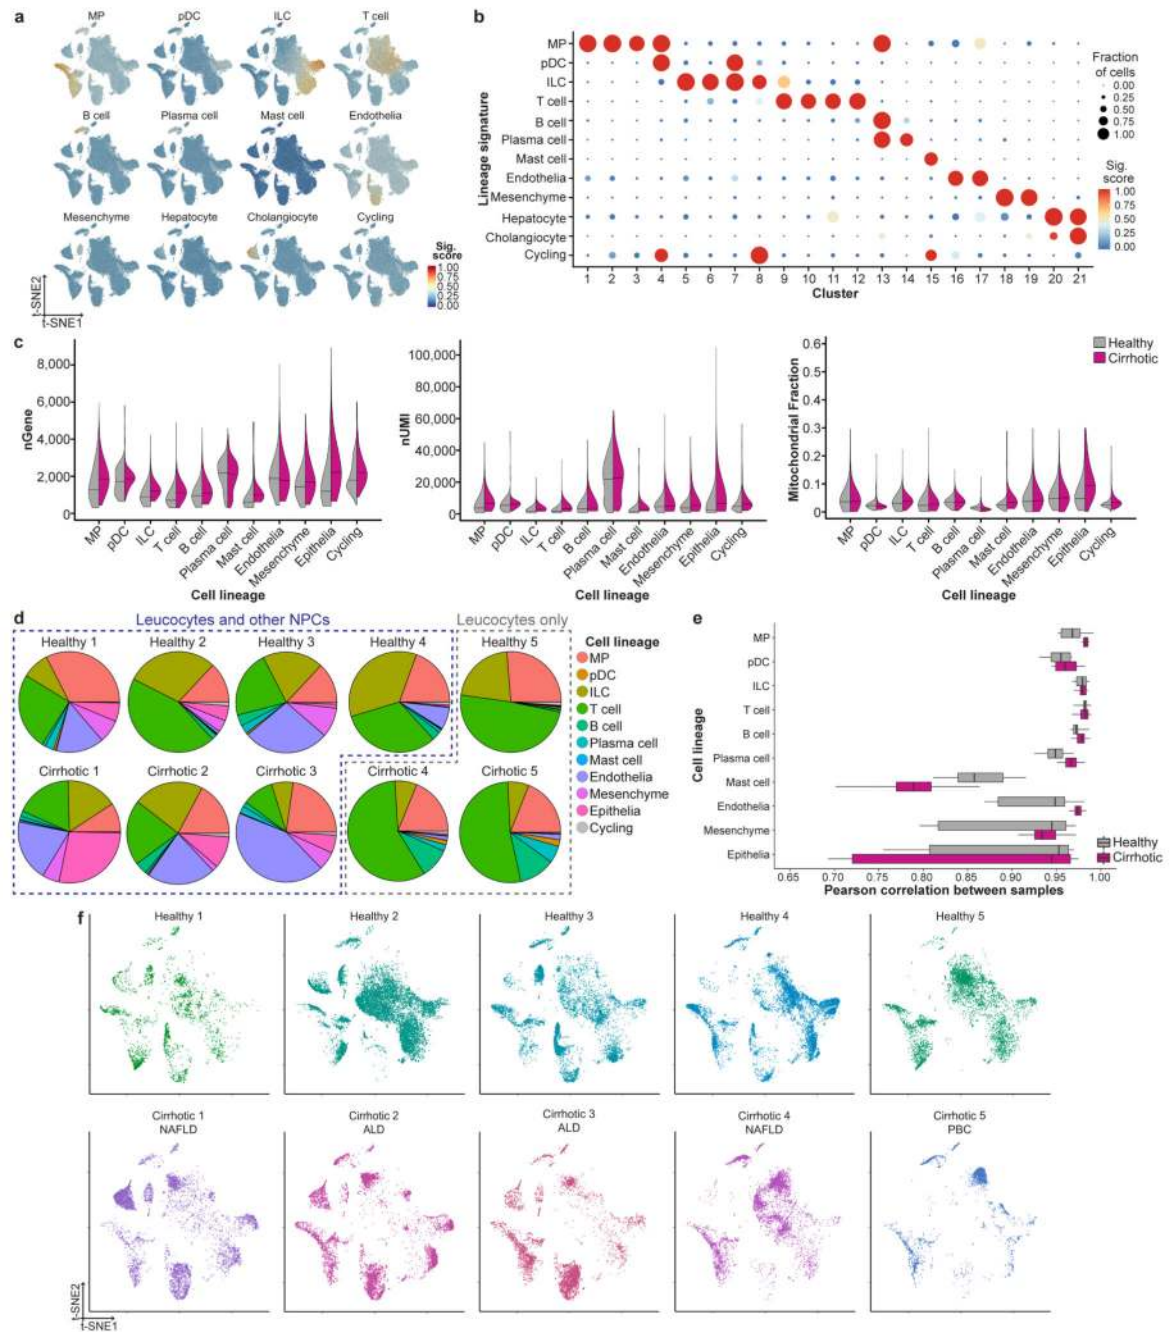 a
MP pDC ILC T cell
B cell Plasma cell Mast cell Endothelia
Mesenchyme Hepatocyte Cholangiocyte Cycling
Sig. score
1.00
0.75
0.50
0.25
0.00
t-SNE2
t-SNE1
b
Lineage signature
MP
pDC
ILC
T cell
B cell
Plasma cell
Mast cell
Endothelia
Mesenchyme
Hepatocyte
Cholangiocyte
Cycling
1 2 3 4 5 6 7 8 9 10 11 12 13 14 15 16 17 18 19 20 21
Cluster
Fraction of cells
0.00
0.25
0.50
0.75
1.00
Sig. score
1.00
0.75
0.50
0.25
0.00
c
nGene
8,000
6,000
4,000
2,000
0
MP pDC ILC T cell B cell Plasma cell Mast cell Endothelia Mesenchyme Epithelia Cycling
Cell lineage
nUMI
100,000
80,000
60,000
40,000
20,000
0
MP pDC ILC T cell B cell Plasma cell Mast cell Endothelia Mesenchyme Epithelia Cycling
Cell lineage
Mitochondrial Fraction
0.6
0.5
0.4
0.3
0.2
0.1
0
MP pDC ILC T cell B cell Plasma cell Mast cell Endothelia Mesenchyme Epithelia Cycling
Cell lineage
Healthy
Cirrhotic
d
Leucocytes and other NPCs
Leucocytes only
Healthy 1 Healthy 2 Healthy 3 Healthy 4 Healthy 5
Cirrhotic 1 Cirrhotic 2 Cirrhotic 3 Cirrhotic 4 Cirrhotic 5
Cell lineage
MP
pDC
ILC
T cell
B cell
Plasma cell
Mast cell
Endothelia
Mesenchyme
Epithelia
Cycling
e
Cell lineage
MP
pDC
ILC
T cell
B cell
Plasma cell
Mast cell
Endothelia
Mesenchyme
Epithelia
Healthy
Cirrhotic
0.65 0.70 0.75 0.80 0.85 0.90 0.95 1.00
Pearson correlation between samples
f
Healthy 1 Healthy 2 Healthy 3 Healthy 4 Healthy 5
Cirrhotic 1 Cirrhotic 2 Cirrhotic 3 Cirrhotic 4 Cirrhotic 5
NAFLD ALD ALD NAFLD PBC
t-SNE2
t-SNE1